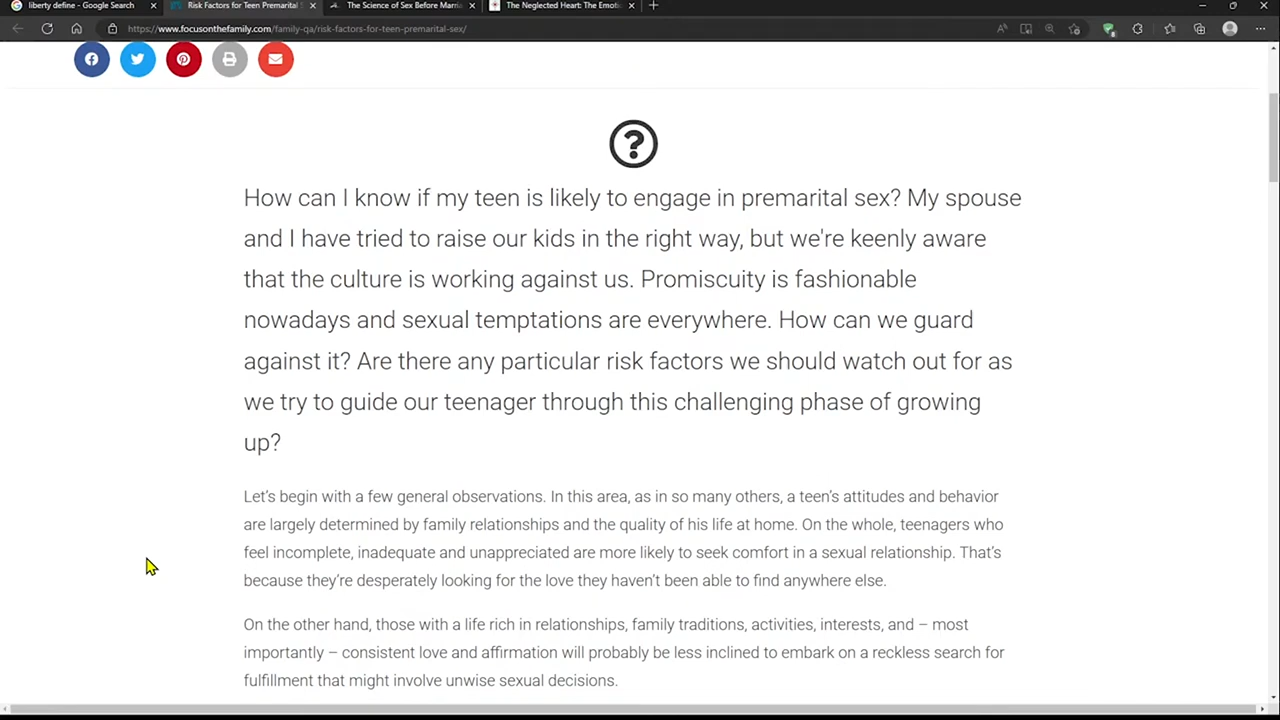 liberty define - Google Search
Risk Factors for Teen Premarital S
The Science of Sex Before Marria
The Neglected Heart: The Emoti
https://www.focusonthefamily.com/family-qa/risk-factors-for-teen-premarital-sex/
How can I know if my teen is likely to engage in premarital sex? My spouse
and I have tried to raise our kids in the right way, but we're keenly aware
that the culture is working against us. Promiscuity is fashionable
nowadays and sexual temptations are everywhere. How can we guard
against it? Are there any particular risk factors we should watch out for as
we try to guide our teenager through this challenging phase of growing
up?
Let’s begin with a few general observations. In this area, as in so many others, a teen’s attitudes and behavior
are largely determined by family relationships and the quality of his life at home. On the whole, teenagers who
feel incomplete, inadequate and unappreciated are more likely to seek comfort in a sexual relationship. That’s
because they’re desperately looking for the love they haven’t been able to find anywhere else.
On the other hand, those with a life rich in relationships, family traditions, activities, interests, and – most
importantly – consistent love and affirmation will probably be less inclined to embark on a reckless search for
fulfillment that might involve unwise sexual decisions.